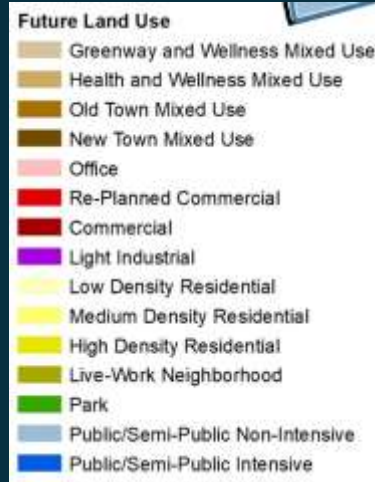 Future Land Use
Greenway and Wellness Mixed Use
Health and Wellness Mixed Use
Old Town Mixed Use
New Town Mixed Use
Office
Re-Planned Commercial
Commercial
Light Industrial
Low Density Residential
Medium Density Residential
High Density Residential
Live-Work Neighborhood
Park
Public/Semi-Public Non-Intensive
Public/Semi-Public Intensive